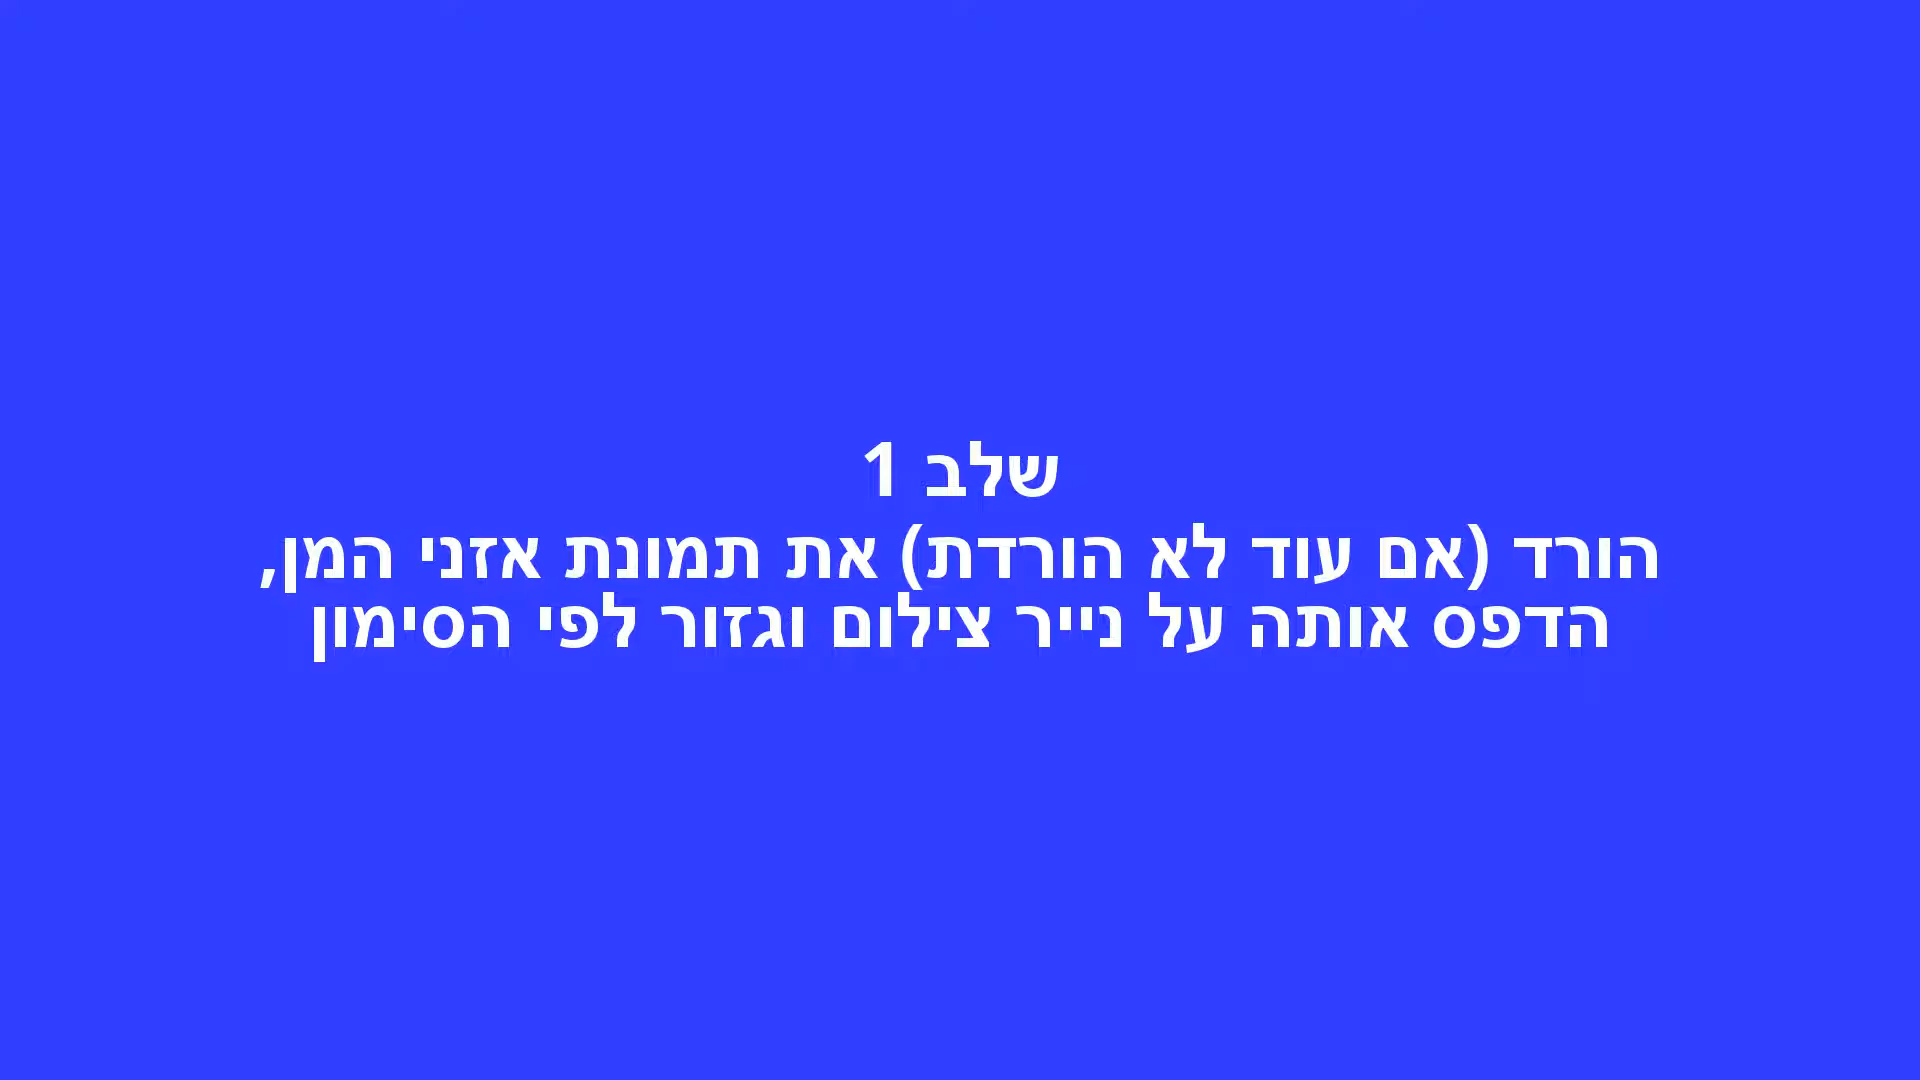 שלב 1
הורד (אם עוד לא הורדת) את תמונת אזני המן,
הדפס אותה על נייר צילום וגזור לפי הסימון